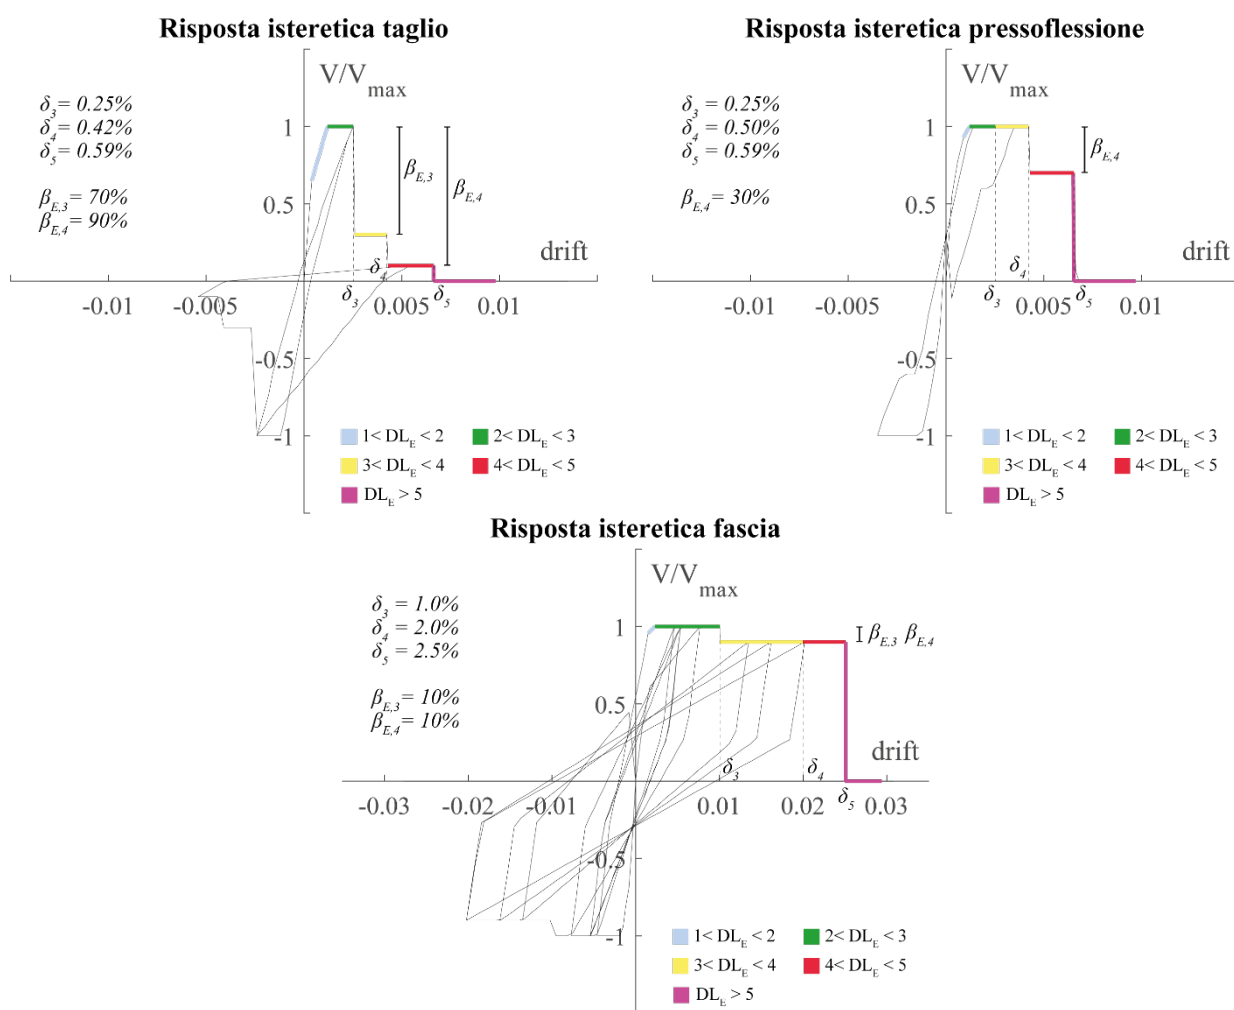 Risposta isteretica taglio
V/Vmax
δ3= 0.25%
δ4= 0.42%
δ5= 0.59%
βE,3= 70%
βE,4= 90%
1
0.5
βE,3
βE,4
drift
δ4
δ3
δ5
-0.01
-0.005
0.005
0.01
-0.5
-1
1< DLE < 2
2< DLE < 3
3< DLE < 4
4< DLE < 5
DLE > 5
Risposta isteretica pressoflessione
V/Vmax
δ3= 0.25%
δ4= 0.50%
δ5= 0.59%
βE,4= 30%
1
0.5
βE,4
drift
δ4
δ3
δ5
-0.01
-0.005
0.005
0.01
-0.5
-1
1< DLE < 2
2< DLE < 3
3< DLE < 4
4< DLE < 5
DLE > 5
Risposta isteretica fascia
V/Vmax
δ3 = 1.0%
δ4 = 2.0%
δ5 = 2.5%
βE,3= 10%
βE,4= 10%
1
0.5
βE,3 βE,4
drift
δ3
δ4
δ5
-0.03
-0.02
-0.01
0.01
0.02
0.03
-0.5
-1
1< DLE < 2
2< DLE < 3
3< DLE < 4
4< DLE < 5
DLE > 5